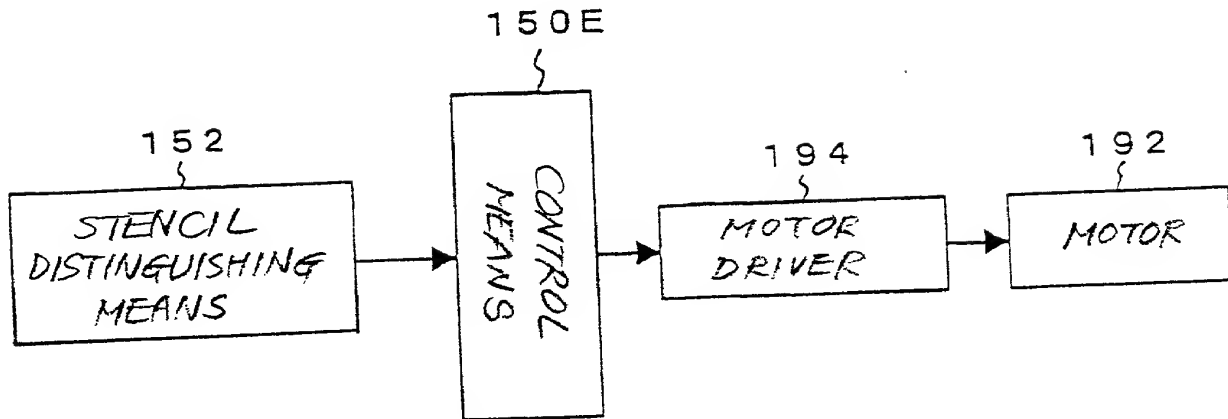 150E
152
STENCIL
DISTINGUISHING
MEANS
CONTROL
MEANS
194
MOTOR
DRIVER
192
MOTOR